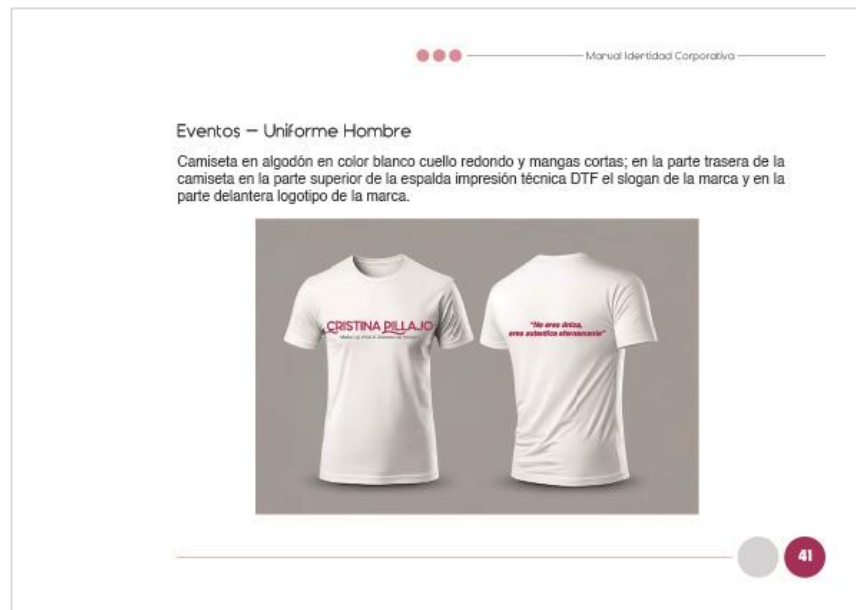 Manual Identidad Corporativa
Eventos — Uniforme Hombre
Camiseta en algodón en color blanco cuello redondo y mangas cortas; en la parte trasera de la
camiseta en la parte superior de la espalda impresión técnica DTF el slogan de la marca y en la
parte delantera logotipo de la marca.
CRISTINA PILLAJO
"No eres única,
eres autentica eternamente"
41